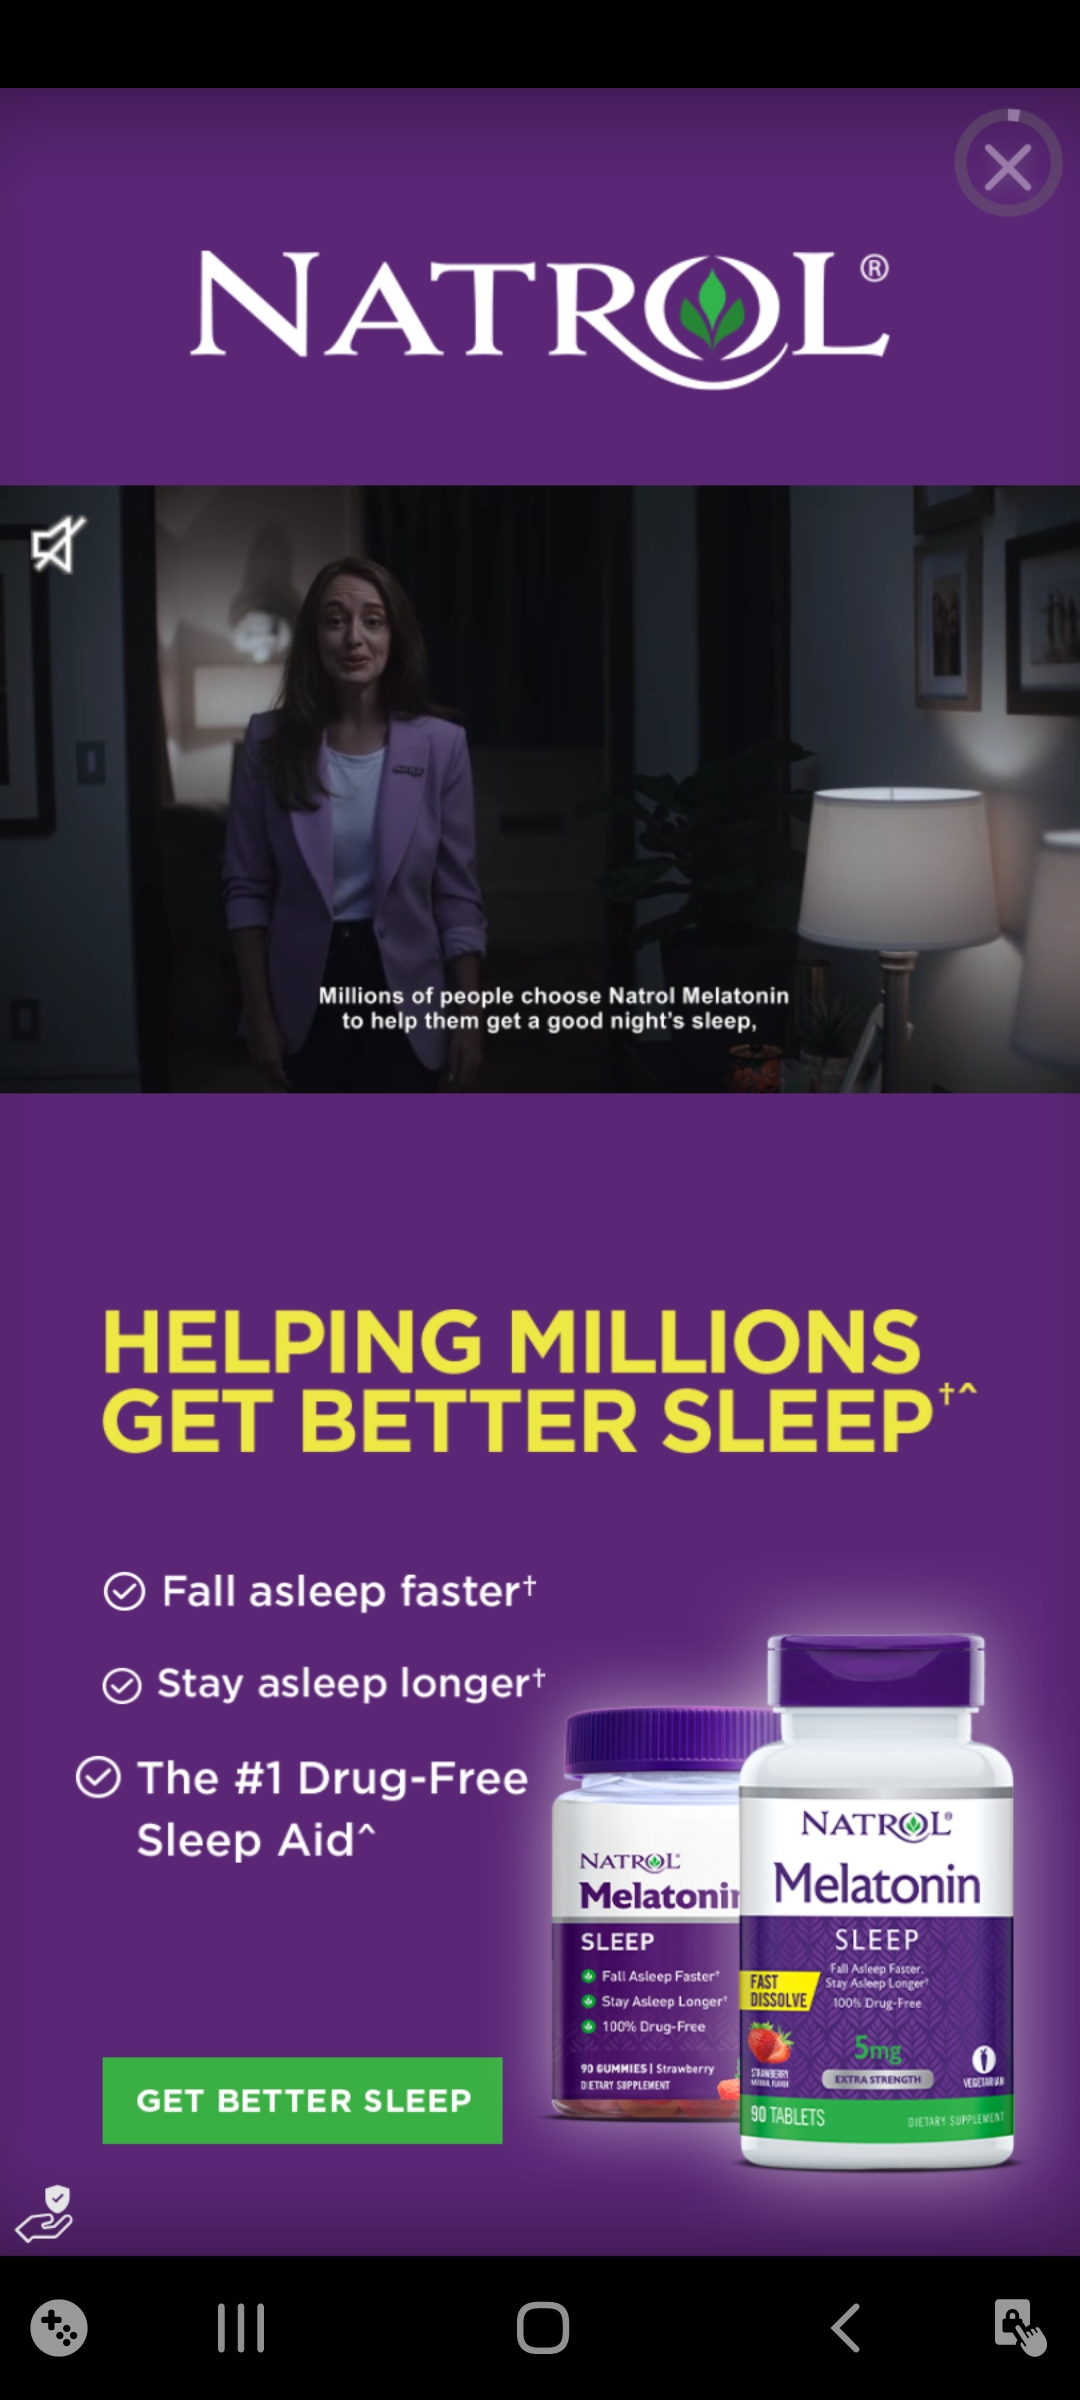 NATROL®
Millions of people choose Natrol Melatonin
to help them get a good night's sleep,
HELPING MILLIONS
GET BETTER SLEEP†^
Fall asleep faster†
Stay asleep longer†
The #1 Drug-Free
Sleep Aid^
GET BETTER SLEEP
NATROL
Melatonin
SLEEP
Fall Asleep Faster†
Stay Asleep Longer†
100% Drug-Free
90 GUMMIES | Strawberry
DIETARY SUPPLEMENT
NATROL®
Melatonin
SLEEP
Fall Asleep Faster,
Stay Asleep Longer†
100% Drug-Free
FAST
DISSOLVE
5mg
EXTRA STRENGTH
STRAWBERRY
NATURAL FLAVOR
VEGETARIAN
90 TABLETS
DIETARY SUPPLEMENT